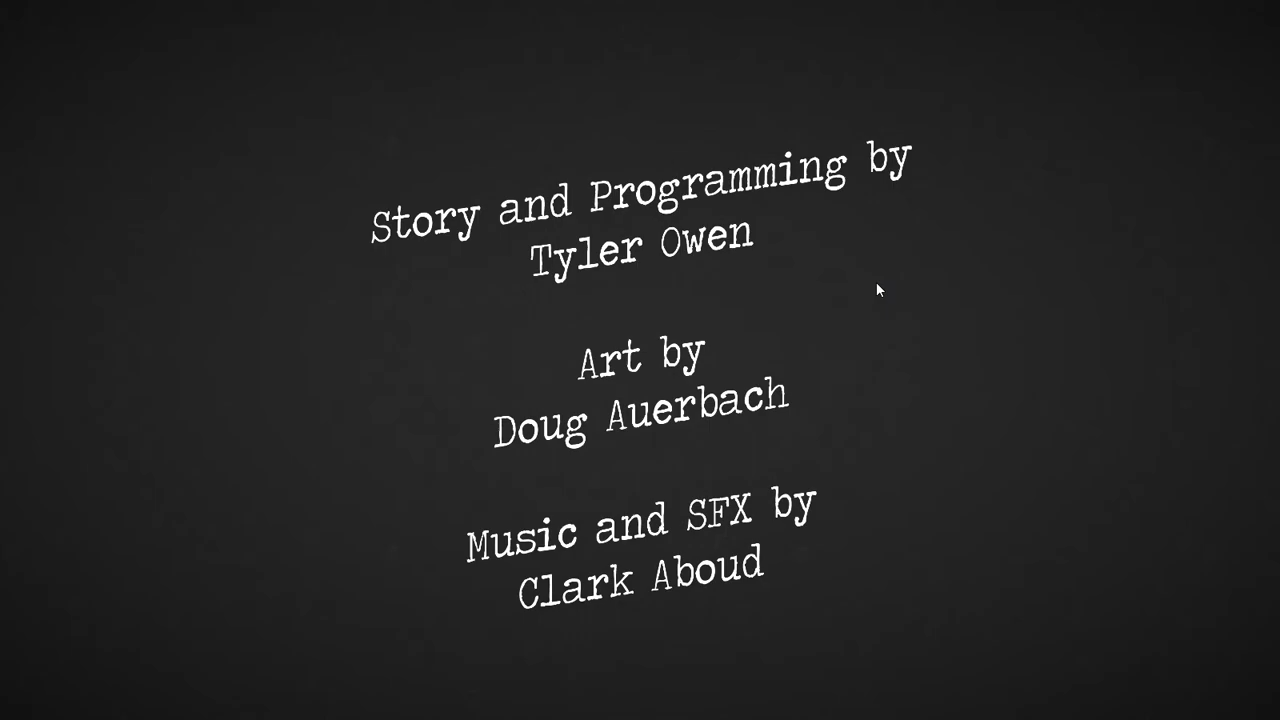 Story and Programming by
Tyler Owen
Art by
Doug Auerbach
Music and SFX by
Clark Aboud